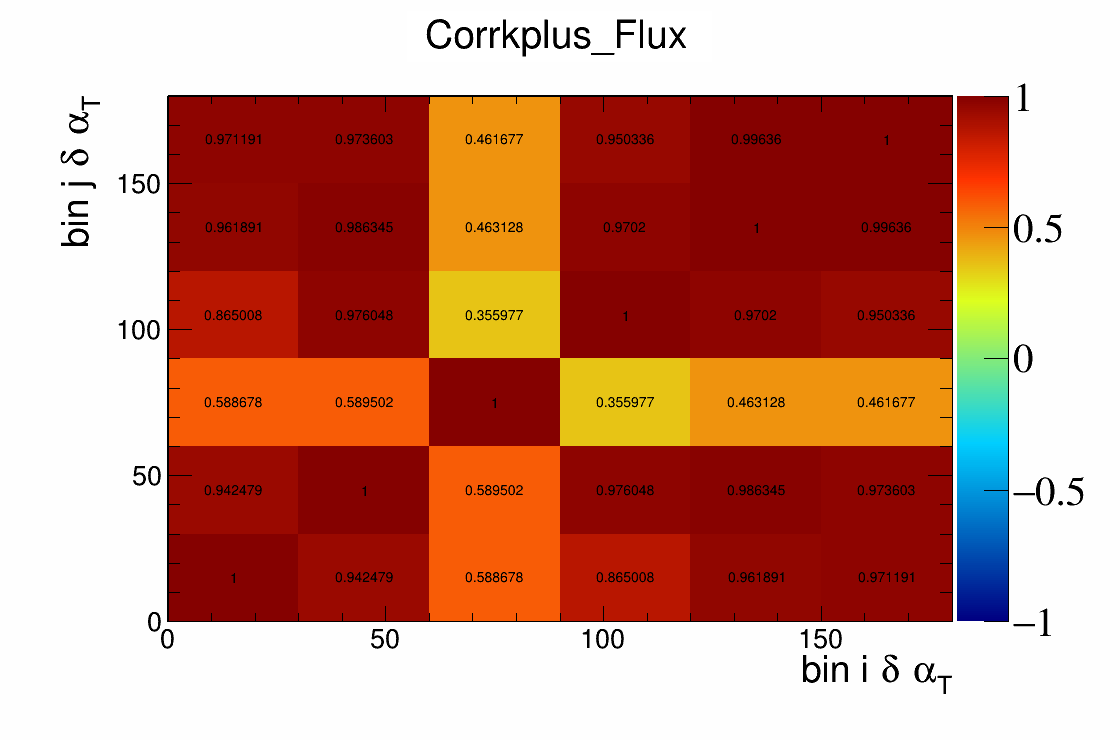 Corrkplus_Flux
bin j δ α_T
150
100
50
0
0.971191 0.973603 0.461677 0.950336 0.99636 1
0.961891 0.986345 0.463128 0.9702 1 0.99636
0.865008 0.976048 0.355977 1 0.9702 0.950336
0.588678 0.589502 1 0.355977 0.463128 0.461677
0.942479 1 0.589502 0.976048 0.986345 0.973603
1 0.942479 0.588678 0.865008 0.961891 0.971191
0 50 100 150
bin i δ α_T
1
0.5
0
−0.5
−1